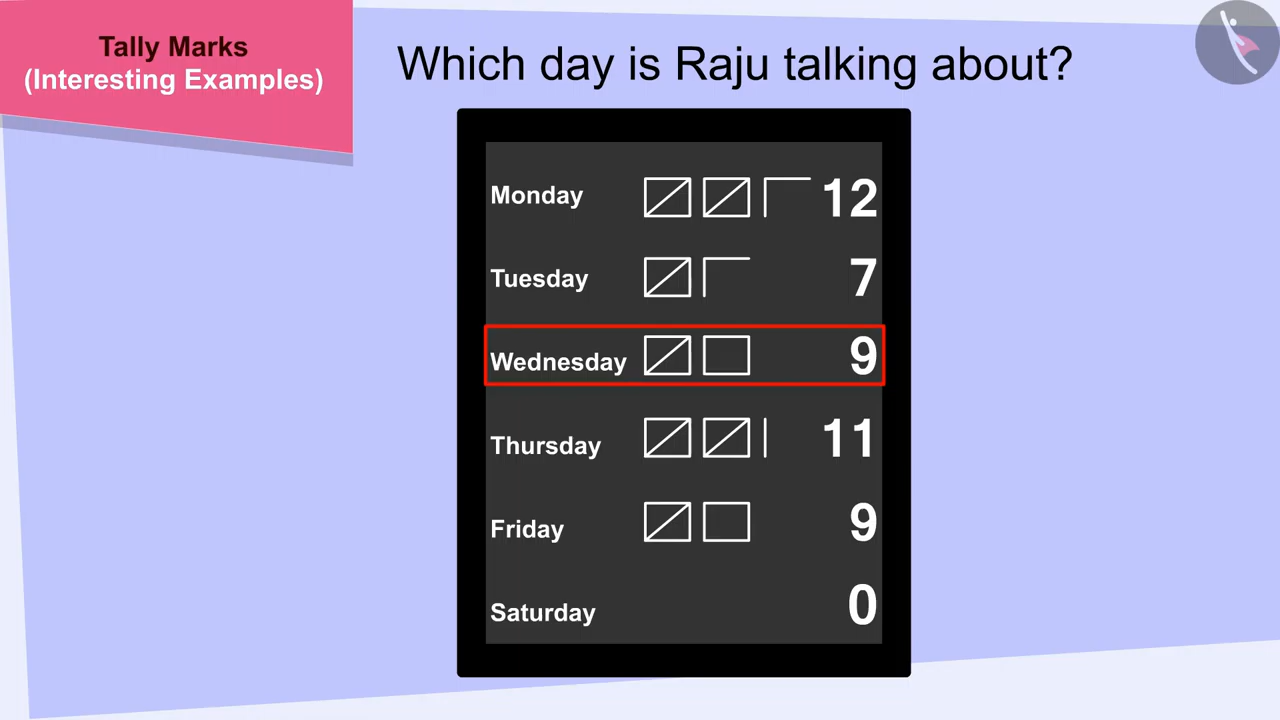 Tally Marks
(Interesting Examples)
Which day is Raju talking about?
Monday 12
Tuesday 7
Wednesday 9
Thursday 11
Friday 9
Saturday 0